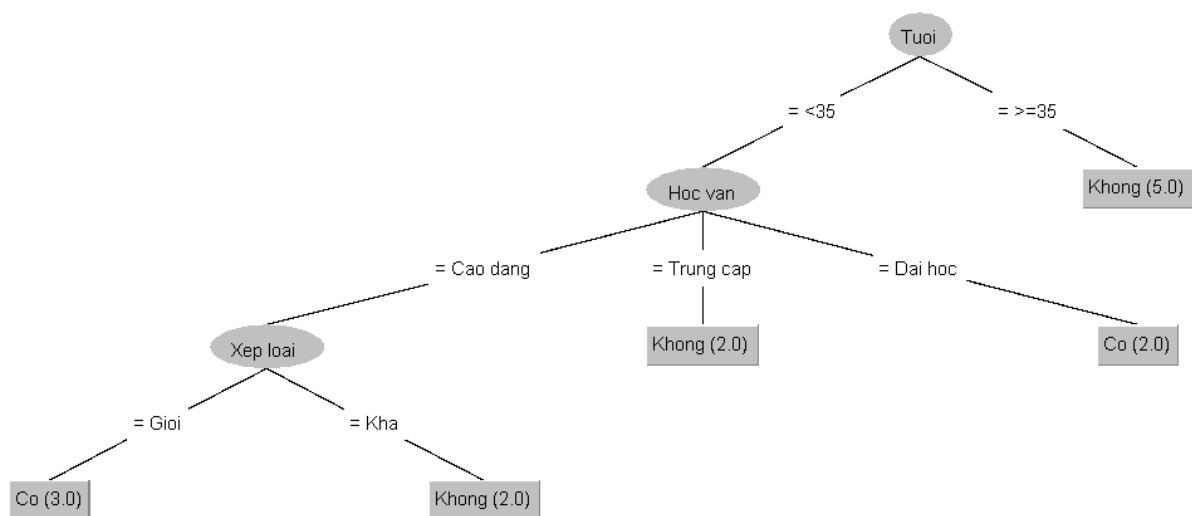 Tuoi
= <35
= >=35
Hoc van
Khong (5.0)
= Cao dang
= Trung cap
= Dai hoc
Xep loai
Khong (2.0)
Co (2.0)
= Gioi
= Kha
Co (3.0)
Khong (2.0)